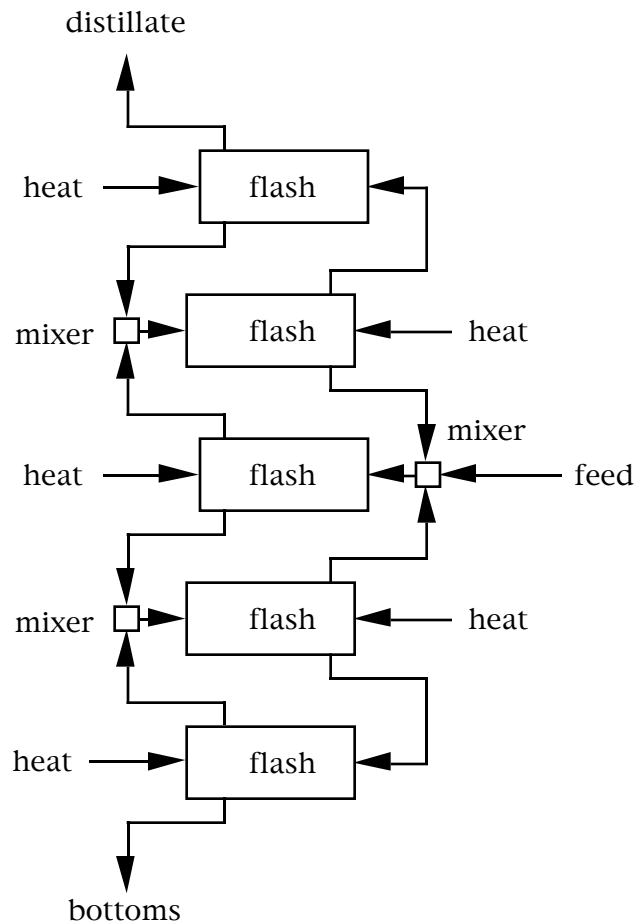 distillate
heat
flash
mixer
flash
heat
mixer
heat
flash
feed
mixer
flash
heat
heat
flash
bottoms